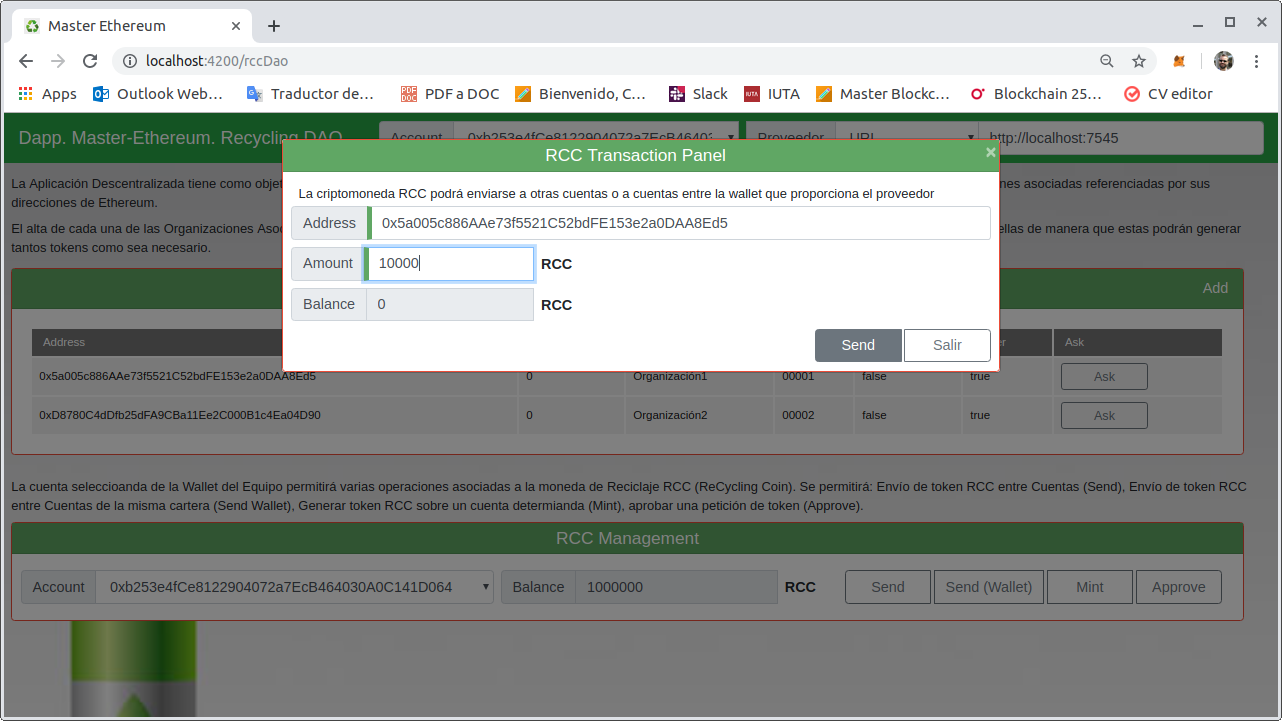 Master Ethereum
localhost:4200/rccDao
Apps Outlook Web... Traductor de... PDF a DOC Bienvenido, C... Slack IUTA Master Blockc... Blockchain 25... CV editor
Dapp. Master-Ethereum. Recycling DAO Account 0xb253e4fCe8122904072a7EcB46403 Proveedor URL http://localhost:7545
RCC Transaction Panel ×
La Aplicación Descentralizada tiene como obje
nes asociadas referenciadas por sus
direcciones de Ethereum.
El alta de cada una de las Organizaciones Aso
ellas de manera que estas podrán generar
tantos tokens como sea necesario.
La criptomoneda RCC podrá enviarse a otras cuentas o a cuentas entre la wallet que proporciona el proveedor
Address 0x5a005c886AAe73f5521C52bdFE153e2a0DAA8Ed5
Amount 10000 RCC
Balance 0 RCC
Send Salir
Add
Address er Ask
0x5a005c886AAe73f5521C52bdFE153e2a0DAA8Ed5 0 Organización1 00001 false true Ask
0xD8780C4dDfb25dFA9CBa11Ee2C000B1c4Ea04D90 0 Organización2 00002 false true Ask
La cuenta seleccioanda de la Wallet del Equipo permitirá varias operaciones asociadas a la moneda de Reciclaje RCC (ReCycling Coin). Se permitirá: Envío de token RCC entre Cuentas (Send), Envío de token RCC
entre Cuentas de la misma cartera (Send Wallet), Generar token RCC sobre un cuenta determianda (Mint), aprobar una petición de token (Approve).
RCC Management
Account 0xb253e4fCe8122904072a7EcB464030A0C141D064 Balance 1000000 RCC Send Send (Wallet) Mint Approve